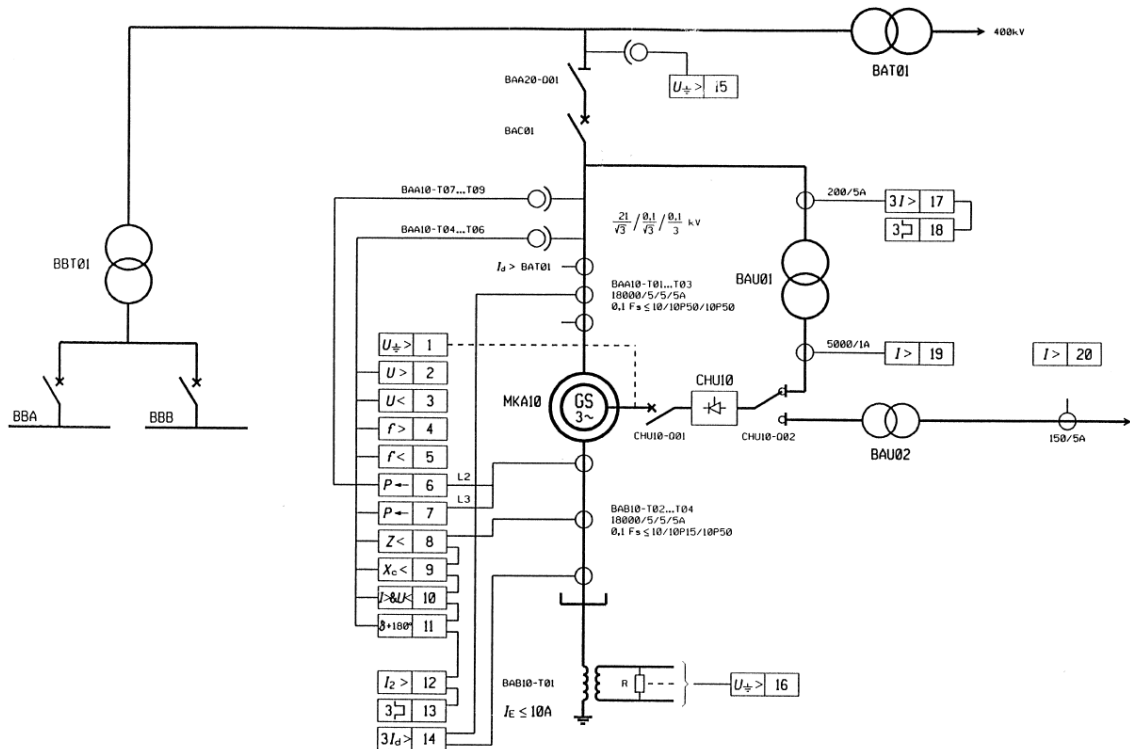 400kV
BAT01
BAA20-Q01
U⏚> 15
BAC01
BAA10-T07...T09
200/5A
3I> 17
3 18
21/√3 / 0,1/√3 / 0,1/3 kV
BAA10-T04...T06
BBT01
Id > BAT01
BAU01
BAA10-T01...T03
18000/5/5/5A
0,1 Fs ≤ 10/10P50/10P50
U⏚> 1
5000/1A
I> 19
I> 20
U> 2
U< 3
f> 4
f< 5
P← 6
P← 7
Z< 8
Xc< 9
I>&U< 10
ϑ+180° 11
I2> 12
3 13
3Id> 14
BBA
BBB
MKA10
GS
3~
CHU10
CHU10-Q01
CHU10-Q02
BAU02
150/5A
L2
L3
BAB10-T02...T04
18000/5/5/5A
0,1 Fs ≤ 10/10P15/10P50
BAB10-T01
IE ≤ 10A
R
U⏚> 16